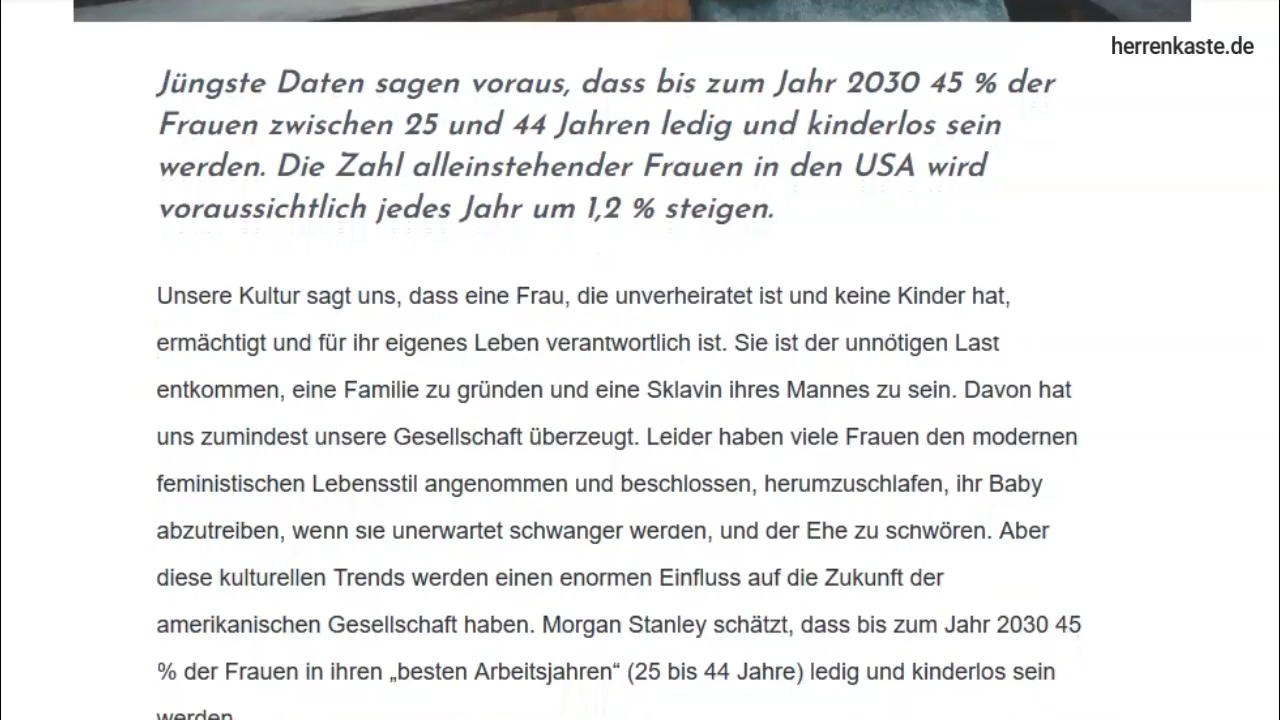 herrenkaste.de
Jüngste Daten sagen voraus, dass bis zum Jahr 2030 45 % der
Frauen zwischen 25 und 44 Jahren ledig und kinderlos sein
werden. Die Zahl alleinstehender Frauen in den USA wird
voraussichtlich jedes Jahr um 1,2 % steigen.
Unsere Kultur sagt uns, dass eine Frau, die unverheiratet ist und keine Kinder hat,
ermächtigt und für ihr eigenes Leben verantwortlich ist. Sie ist der unnötigen Last
entkommen, eine Familie zu gründen und eine Sklavin ihres Mannes zu sein. Davon hat
uns zumindest unsere Gesellschaft überzeugt. Leider haben viele Frauen den modernen
feministischen Lebensstil angenommen und beschlossen, herumzuschlafen, ihr Baby
abzutreiben, wenn sie unerwartet schwanger werden, und der Ehe zu schwören. Aber
diese kulturellen Trends werden einen enormen Einfluss auf die Zukunft der
amerikanischen Gesellschaft haben. Morgan Stanley schätzt, dass bis zum Jahr 2030 45
% der Frauen in ihren „besten Arbeitsjahren“ (25 bis 44 Jahre) ledig und kinderlos sein
werden